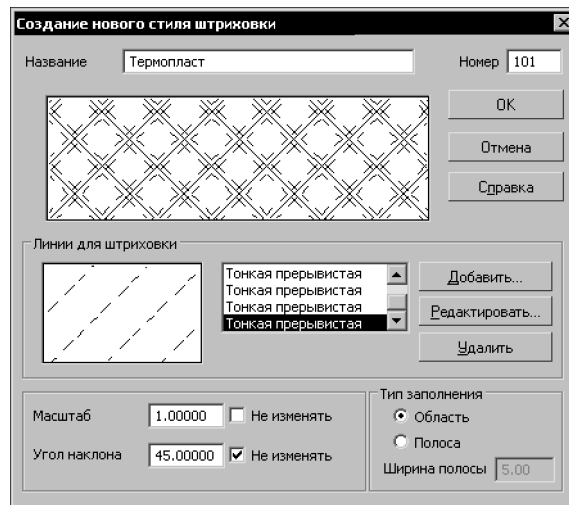 Создание нового стиля штриховки
Название Термопласт Номер 101
OK
Отмена
Справка
Линии для штриховки
Тонкая прерывистая
Тонкая прерывистая
Тонкая прерывистая
Тонкая прерывистая
Добавить...
Редактировать...
Удалить
Масштаб 1.00000 Не изменять
Угол наклона 45.00000 Не изменять
Тип заполнения
Область
Полоса
Ширина полосы 5.00